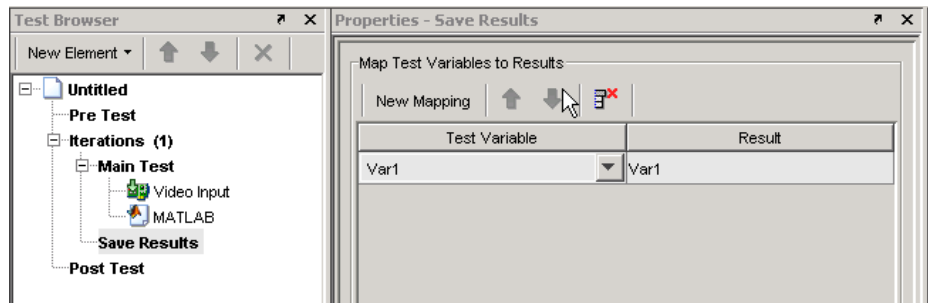 Test Browser
New Element
Untitled
Pre Test
Iterations (1)
Main Test
Video Input
MATLAB
Save Results
Post Test
Properties - Save Results
Map Test Variables to Results
New Mapping
Test Variable Result
Var1 Var1